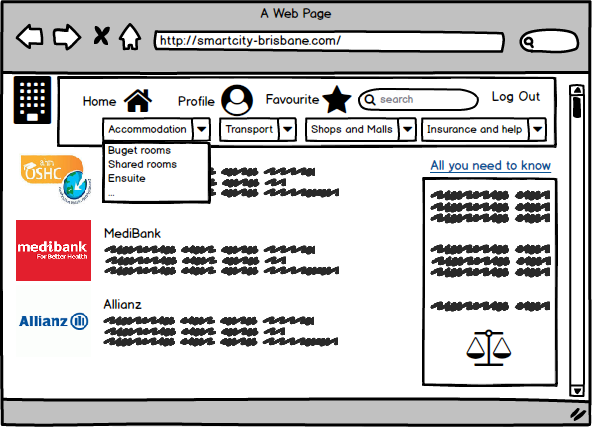 A Web Page
http://smartcity-brisbane.com/
Home
Profile
Favourite
search
Log Out
Accommodation
Transport
Shops and Malls
Insurance and help
Buget rooms
Shared rooms
Ensuite
...
OSHC
All you need to know
MediBank
medibank
For Better Health
Allianz
Allianz